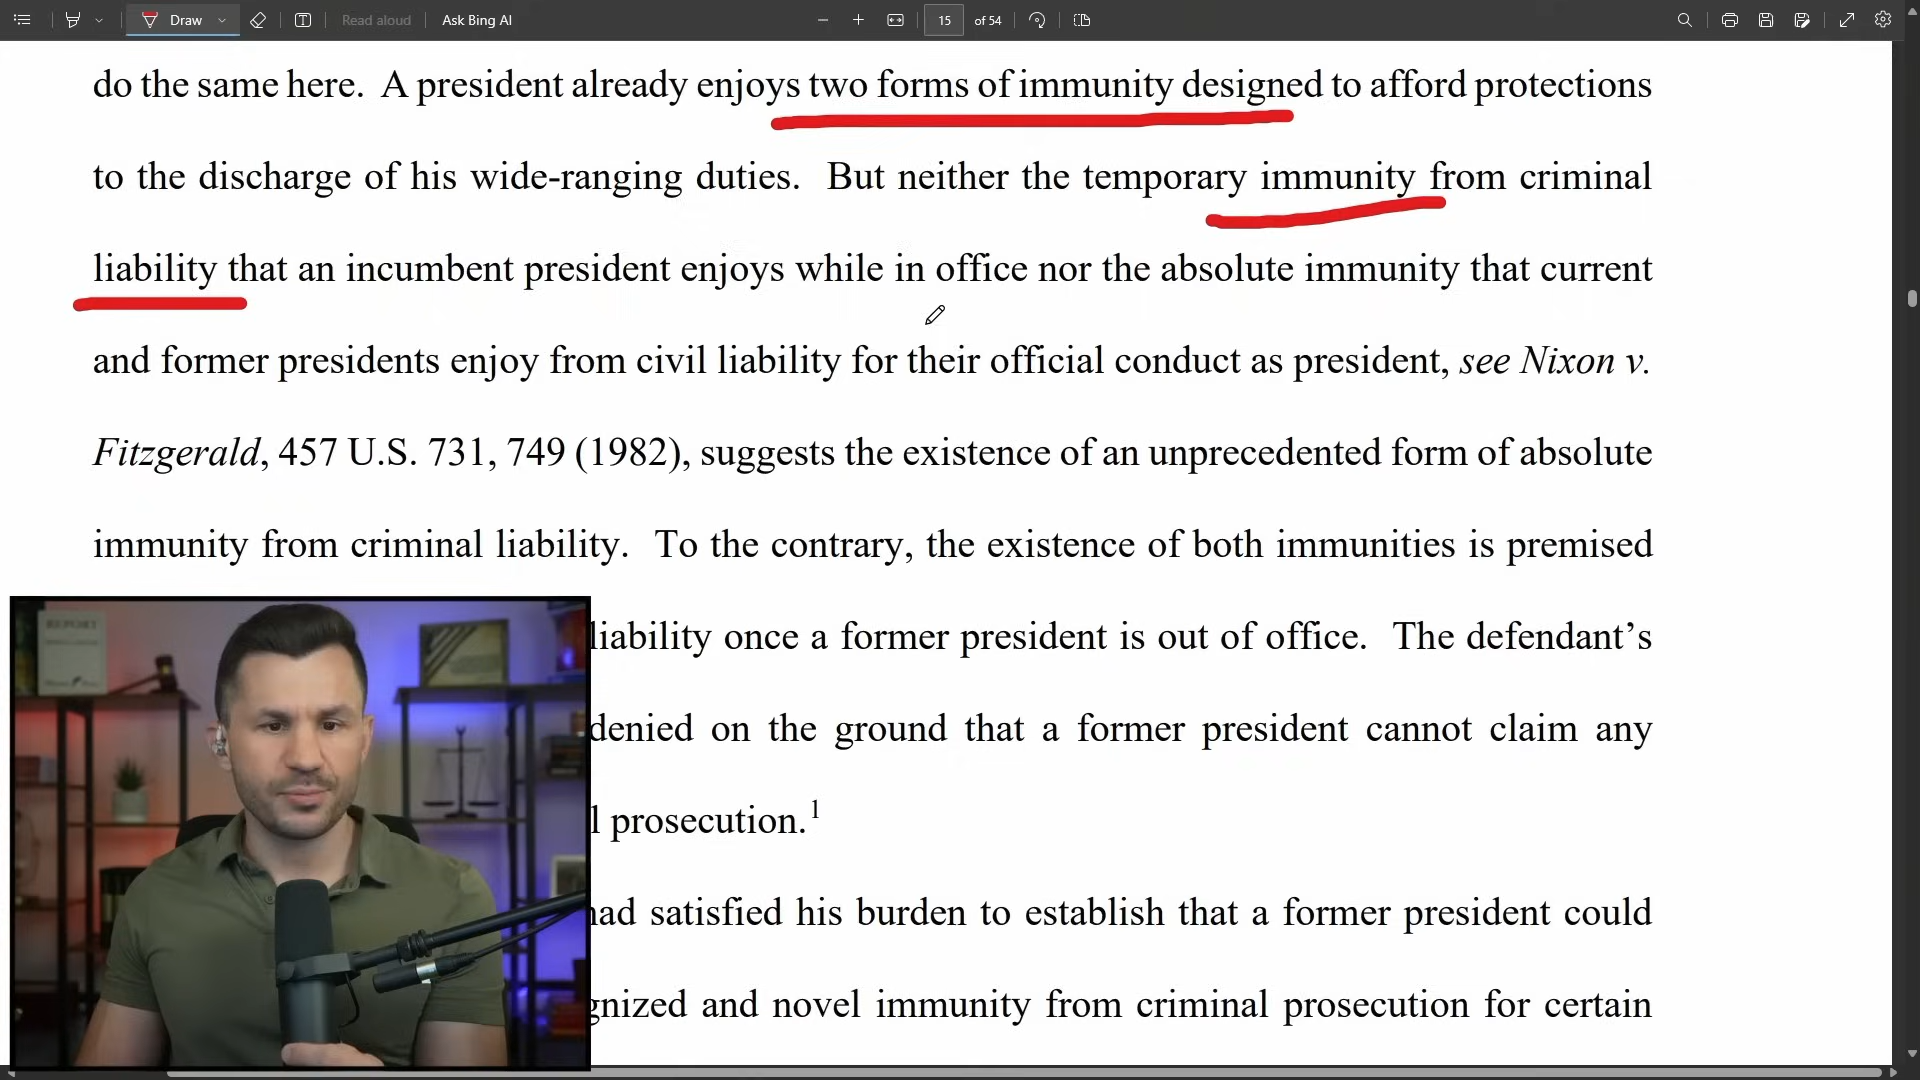 Draw
Read aloud
Ask Bing AI
15
of 54
do the same here. A president already enjoys two forms of immunity designed to afford protections
to the discharge of his wide-ranging duties. But neither the temporary immunity from criminal
liability that an incumbent president enjoys while in office nor the absolute immunity that current
and former presidents enjoy from civil liability for their official conduct as president, see Nixon v.
Fitzgerald, 457 U.S. 731, 749 (1982), suggests the existence of an unprecedented form of absolute
immunity from criminal liability. To the contrary, the existence of both immunities is premised
liability once a former president is out of office. The defendant’s
denied on the ground that a former president cannot claim any
l prosecution.1
had satisfied his burden to establish that a former president could
gnized and novel immunity from criminal prosecution for certain
REPORT